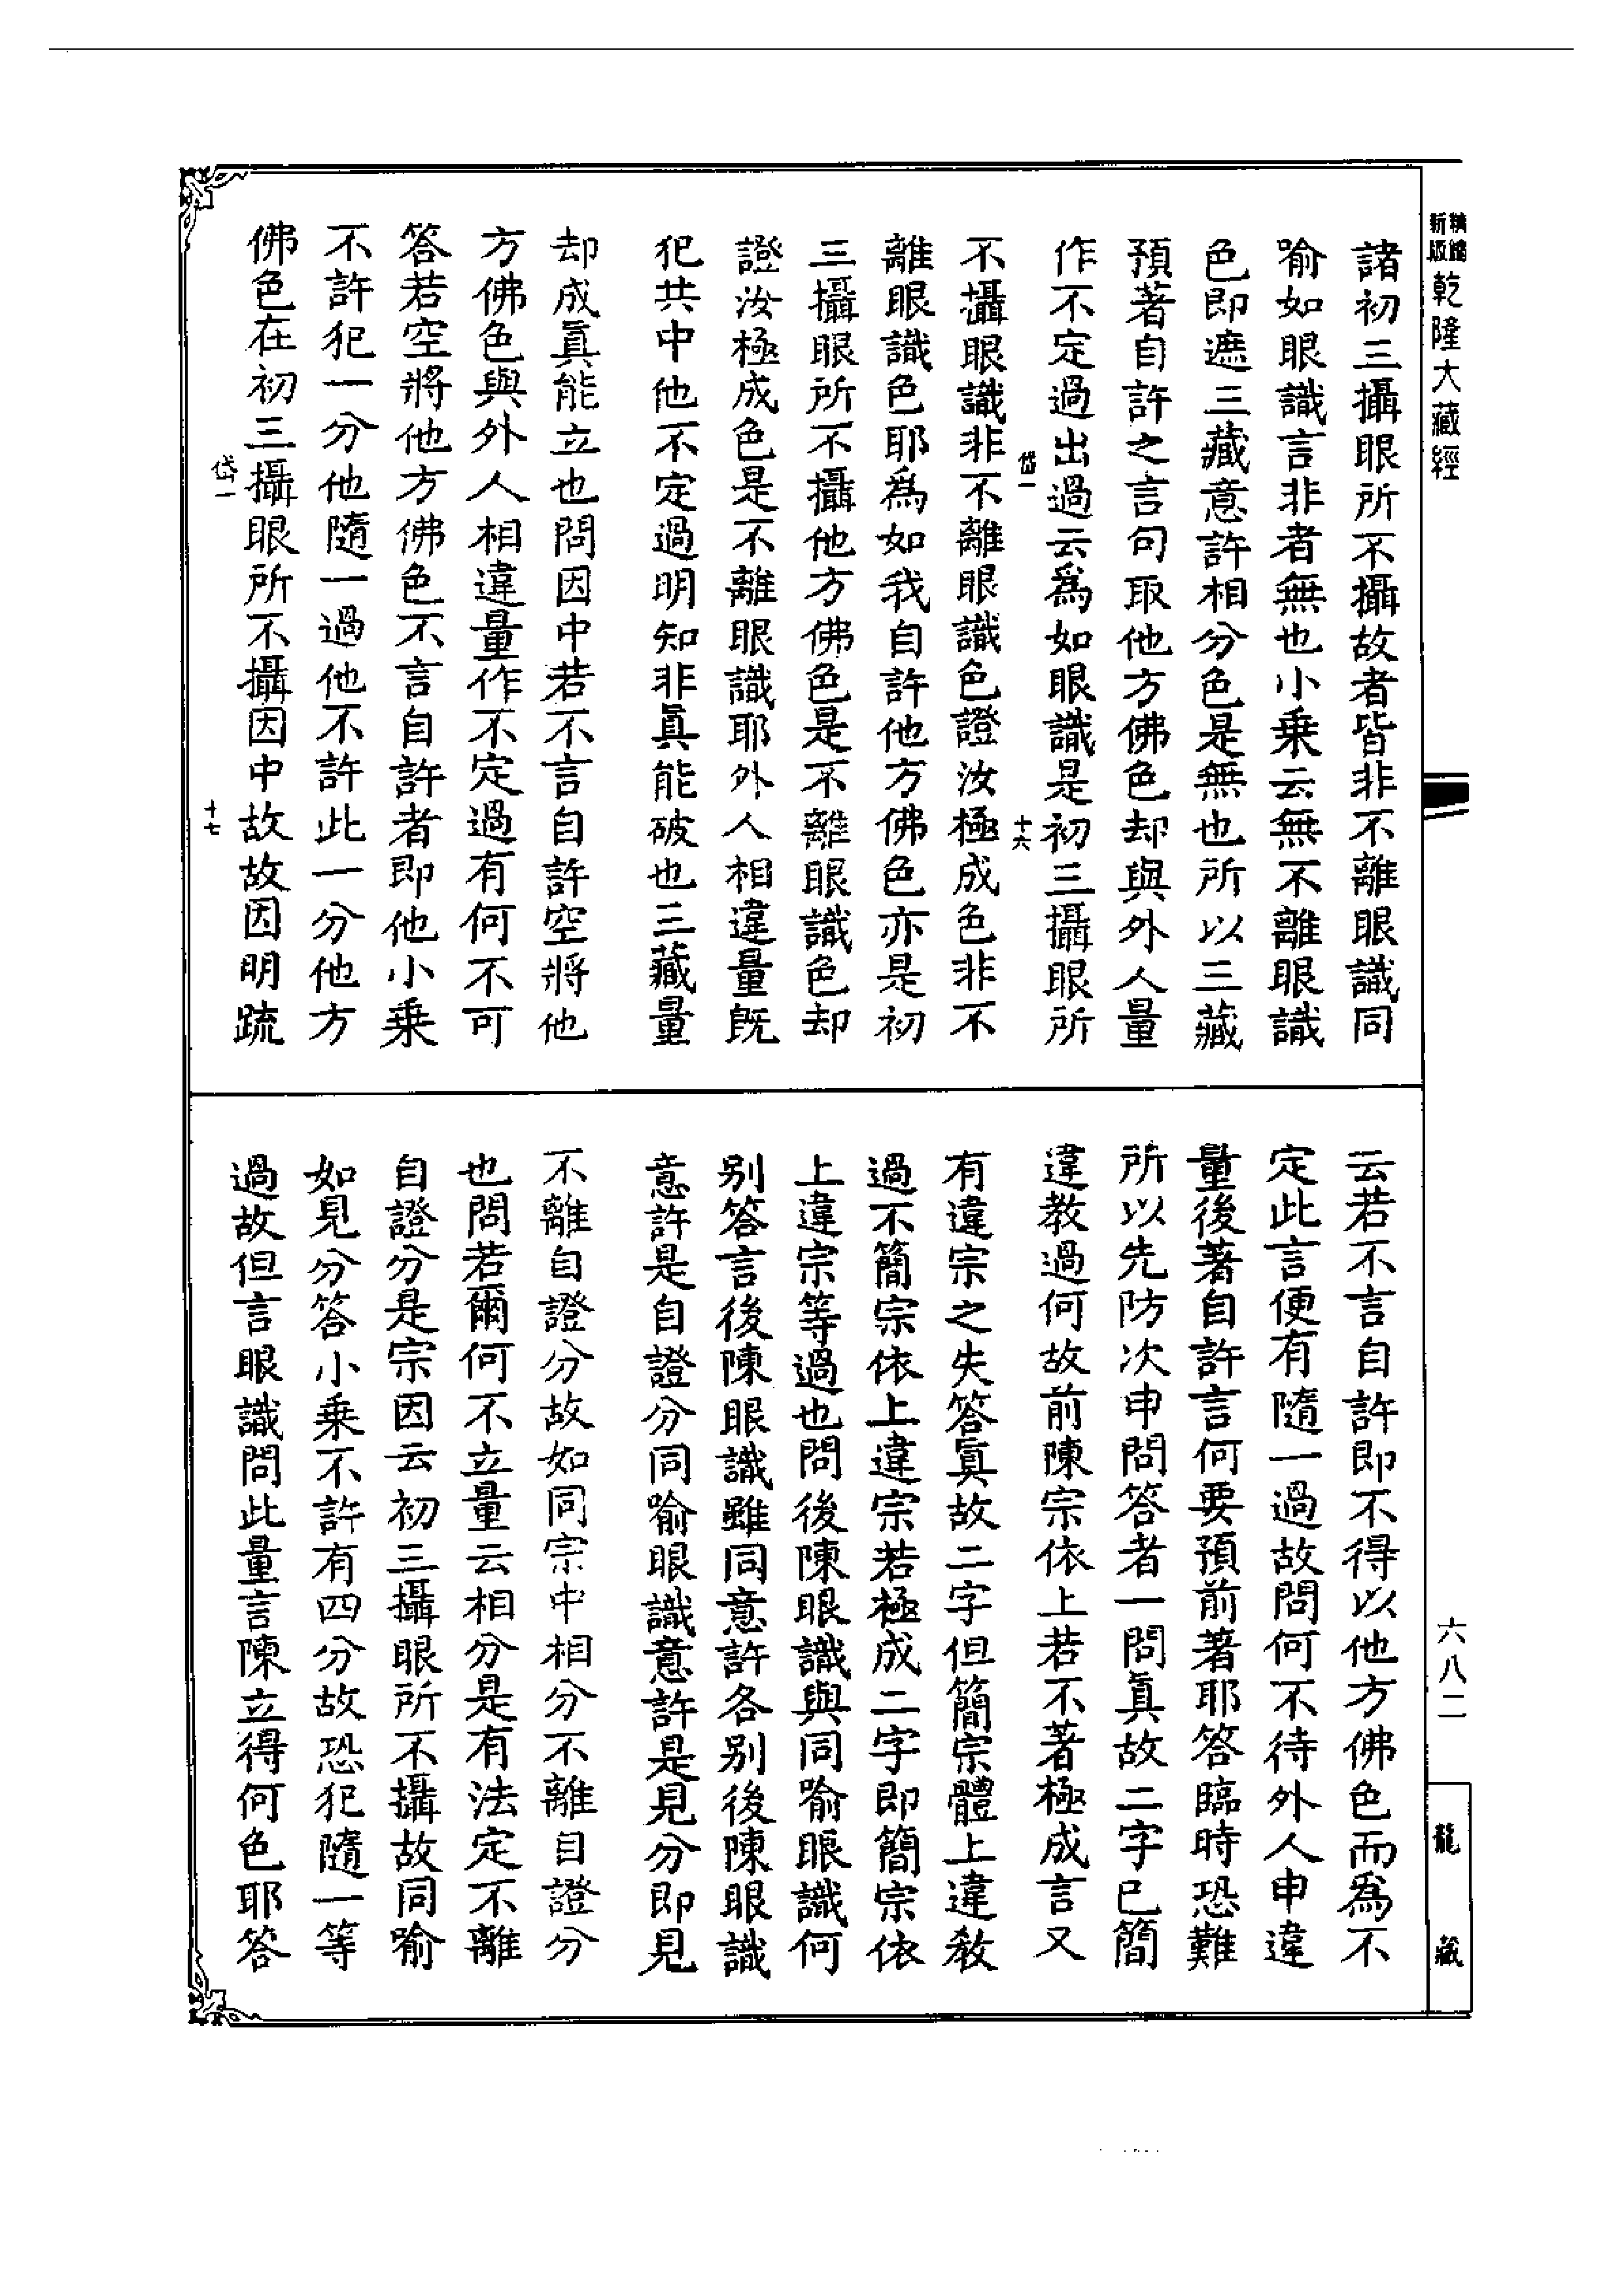 精編
新版
乾隆大藏經
諸初三攝眼所不攝故者皆非不離眼識同
喻如眼識言非者無也小乘云無不離眼識
色即遮三藏意許相分色是無也所以三藏
預著自許之言句取他方佛色却與外人量
作不定過出過云為如眼識是初三攝眼所
岱一
十六
不攝眼識非不離眼識色證汝極成色非不
離眼識色耶為如我自許他方佛色亦是初
三攝眼所不攝他方佛色是不離眼識色却
證汝極成色是不離眼識耶外人相違量既
犯共中他不定過明知非眞能破也三藏量
却成眞能立也問因中若不言自許空將他
方佛色與外人相違量作不定過有何不可
答若空將他方佛色不言自許者即他小乘
不許犯一分他隨一過他不許此一分他方
佛色在初三攝眼所不攝因中故故因明疏
岱一
十七
云若不言自許即不得以他方佛色而為不
定此言便有隨一過故問何不待外人申違
量後著自許言何要預前著耶答臨時恐難
所以先防次申問答者一問眞故二字已簡
違教過何故前陳宗依上若不著極成言又
有違宗之失答眞故二字但簡宗體上違教
過不簡宗依上違宗若極成二字即簡宗依
上違宗等過也問後陳眼識與同喻眼識何
別答言後陳眼識雖同意許各別後陳眼識
意許是自證分同喻眼識意許是見分即見
不離自證分故如同宗中相分不離自證分
也問若爾何不立量云相分是有法定不離
自證分是宗因云初三攝眼所不攝故同喻
如見分答小乘不許有四分故恐犯隨一等
過故但言眼識問此量言陳立得何色耶答
六八二
龍藏